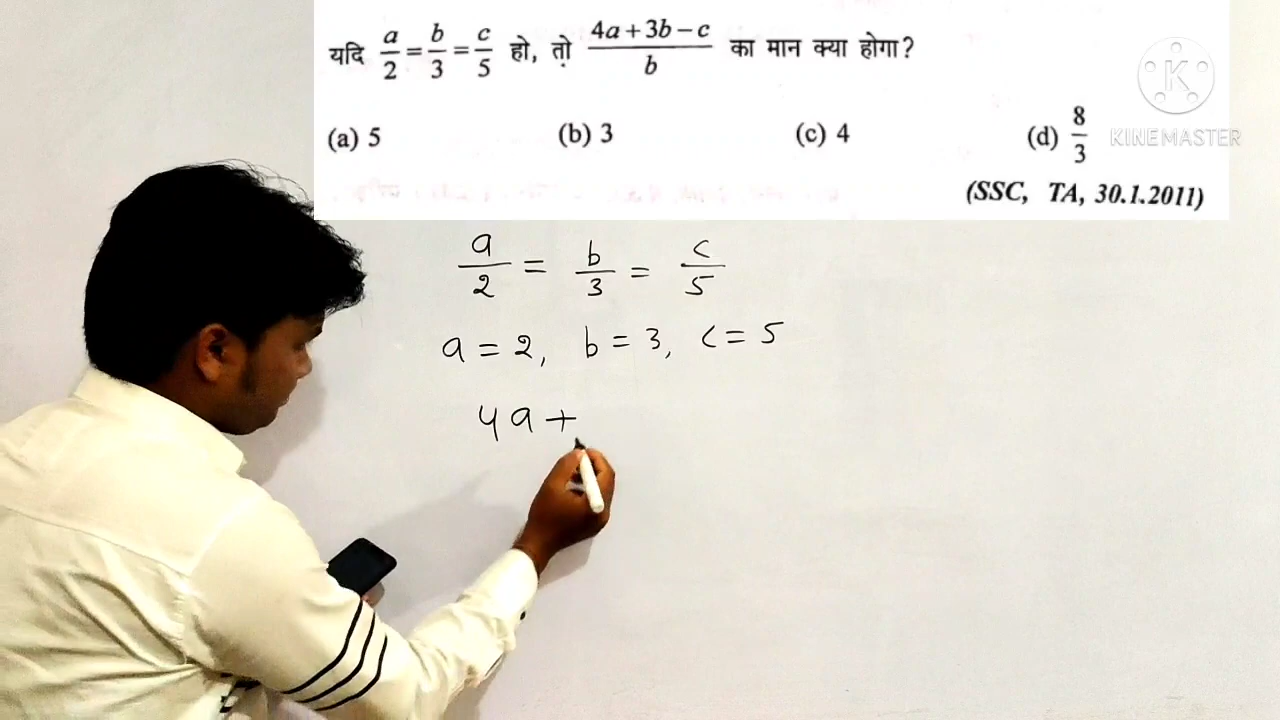 यदि a/2 = b/3 = c/5 हो, तो (4a + 3b − c)/b का मान क्या होगा?
(a) 5 (b) 3 (c) 4 (d) 8/3
KINEMASTER
(SSC, TA, 30.1.2011)
a/2 = b/3 = c/5
a = 2, b = 3, c = 5
4a +